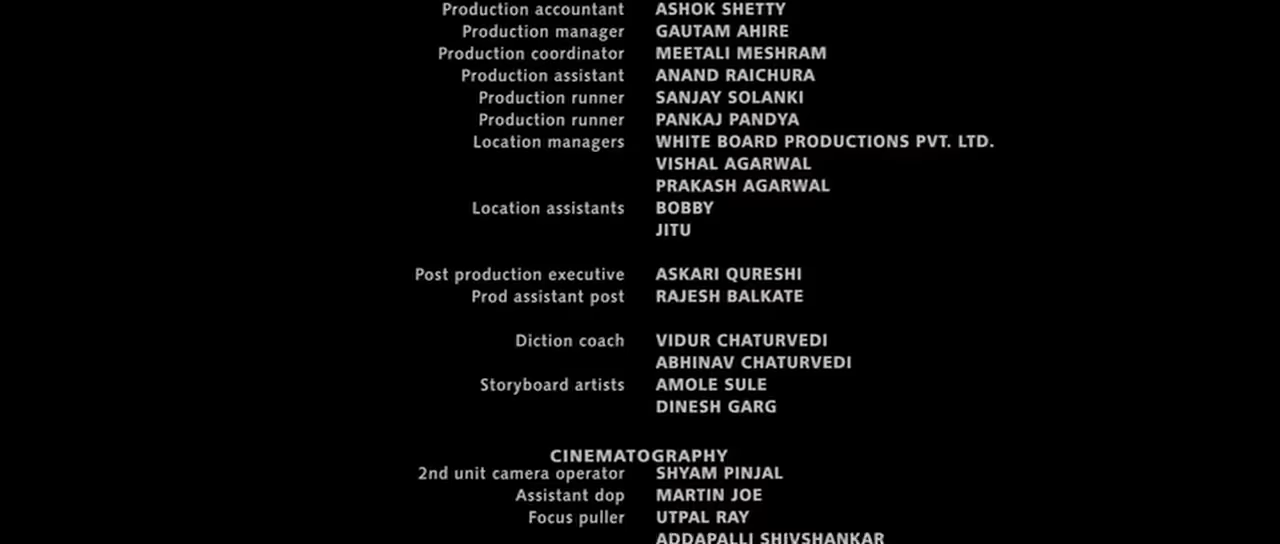 Production accountant ASHOK SHETTY
Production manager GAUTAM AHIRE
Production coordinator MEETALI MESHRAM
Production assistant ANAND RAICHURA
Production runner SANJAY SOLANKI
Production runner PANKAJ PANDYA
Location managers WHITE BOARD PRODUCTIONS PVT. LTD.
VISHAL AGARWAL
PRAKASH AGARWAL
Location assistants BOBBY
JITU
Post production executive ASKARI QURESHI
Prod assistant post RAJESH BALKATE
Diction coach VIDUR CHATURVEDI
ABHINAV CHATURVEDI
Storyboard artists AMOLE SULE
DINESH GARG
CINEMATOGRAPHY
2nd unit camera operator SHYAM PINJAL
Assistant dop MARTIN JOE
Focus puller UTPAL RAY
ADDAPALLI SHIVSHANKAR